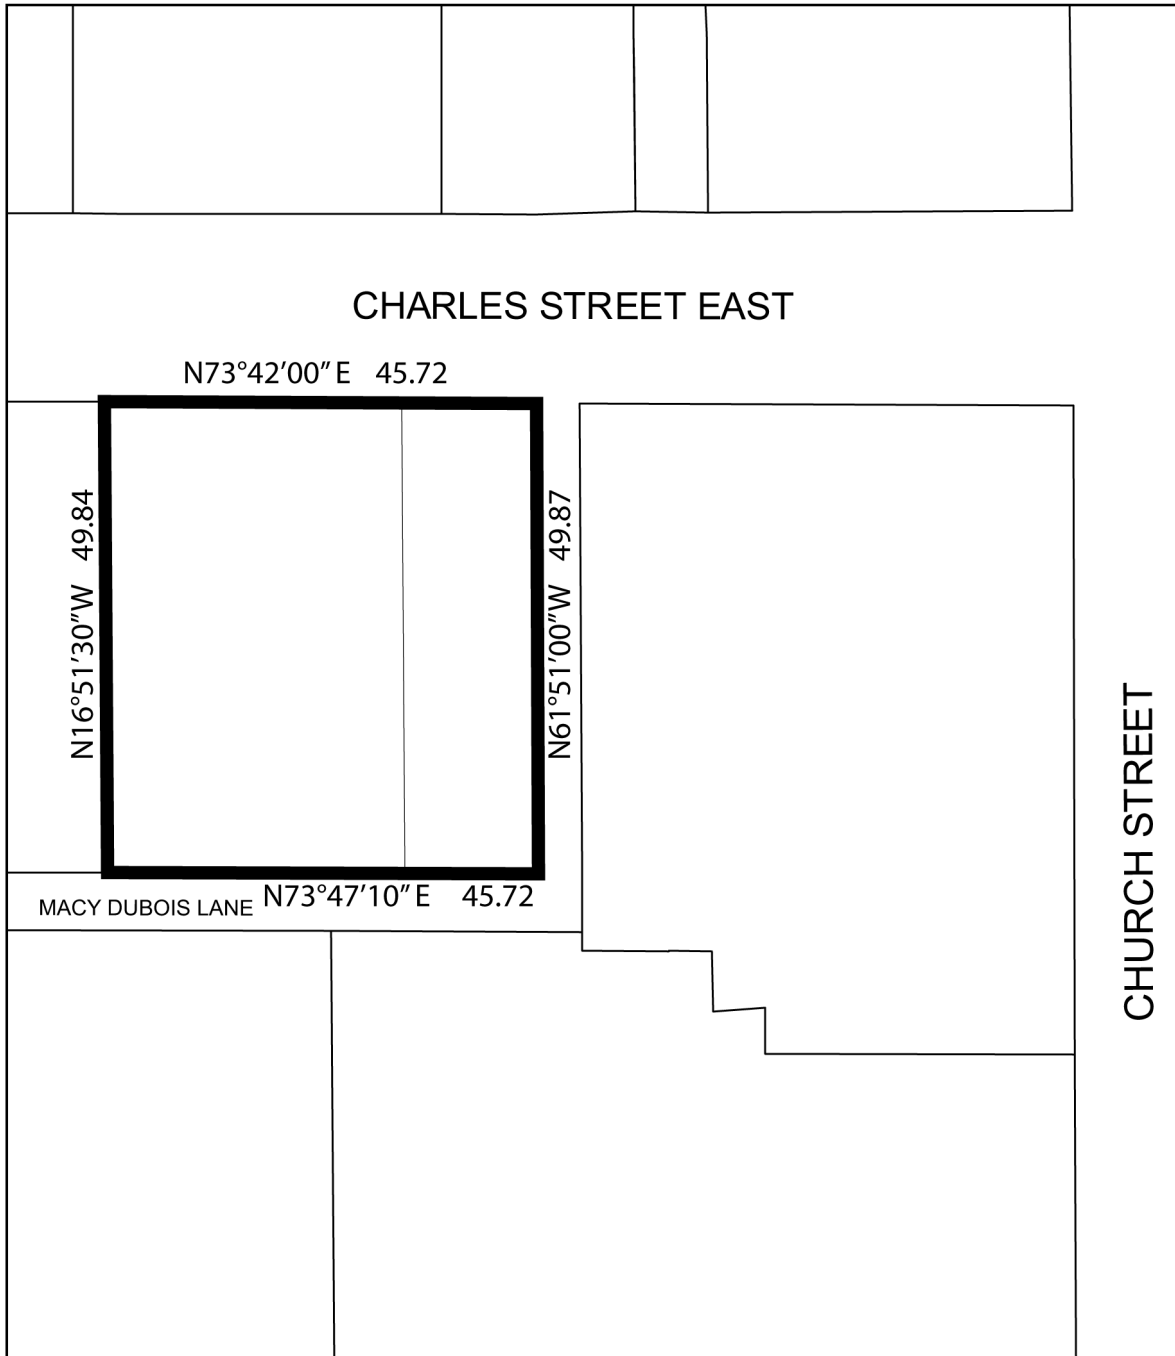 CHARLES STREET EAST
N73°42’00” E 45.72
N16°51’30”W 49.84
N61°51’00”W 49.87
MACY DUBOIS LANE
N73°47’10” E 45.72
CHURCH STREET